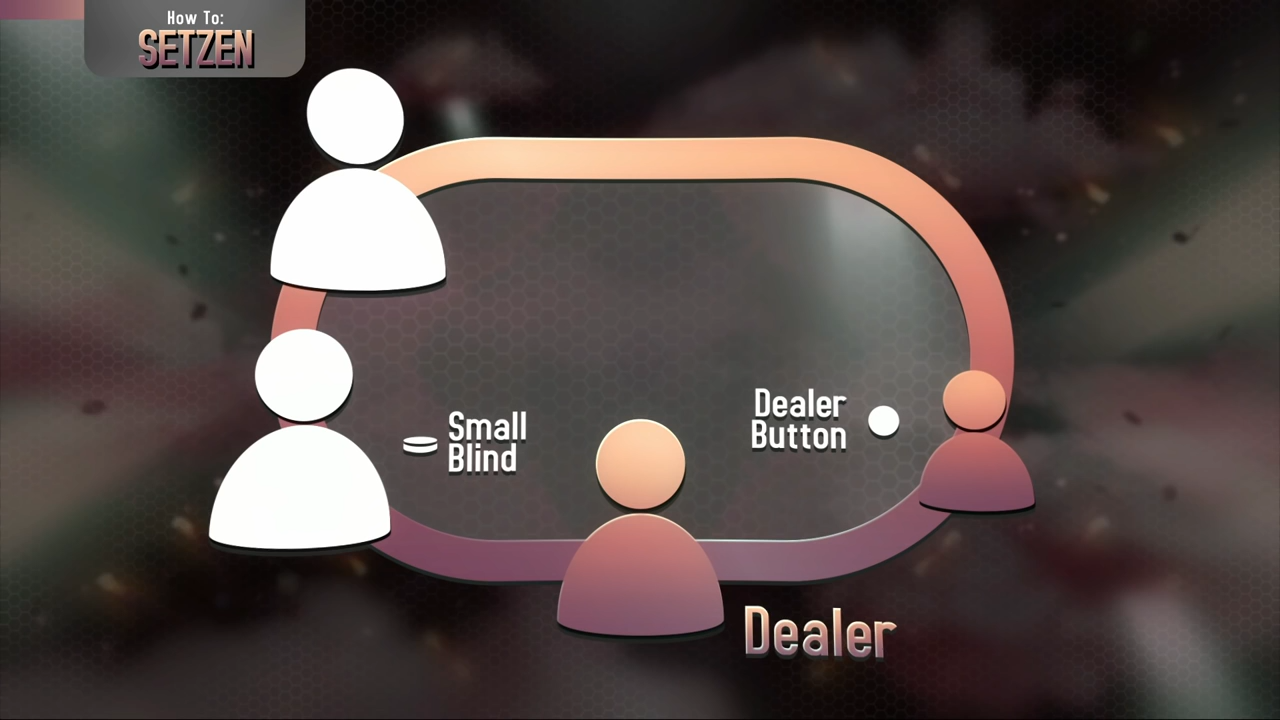 How To:
SETZEN
Dealer
Button
Small
Blind
Dealer